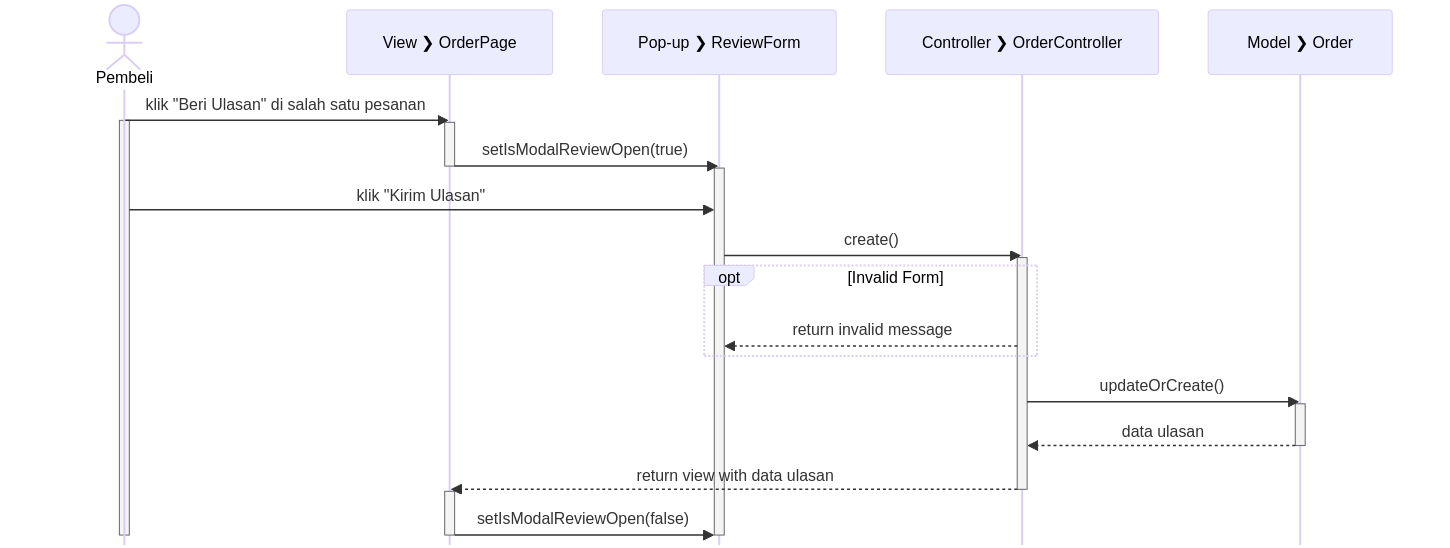 Pembeli
View ❯ OrderPage
Pop-up ❯ ReviewForm
Controller ❯ OrderController
Model ❯ Order
klik "Beri Ulasan" di salah satu pesanan
setIsModalReviewOpen(true)
klik "Kirim Ulasan"
create()
opt
[Invalid Form]
return invalid message
updateOrCreate()
data ulasan
return view with data ulasan
setIsModalReviewOpen(false)